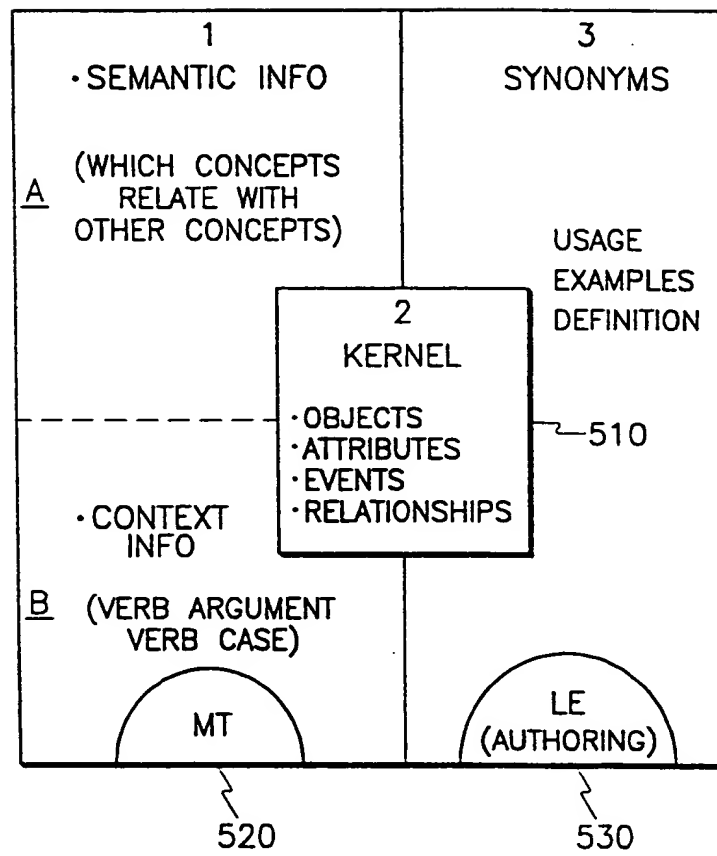 1
· SEMANTIC INFO
A
(WHICH CONCEPTS
RELATE WITH
OTHER CONCEPTS)
3
SYNONYMS
USAGE
EXAMPLES
DEFINITION
2
KERNEL
· OBJECTS
· ATTRIBUTES
· EVENTS
· RELATIONSHIPS
510
· CONTEXT
INFO
B
(VERB ARGUMENT
VERB CASE)
MT
LE
(AUTHORING)
520
530